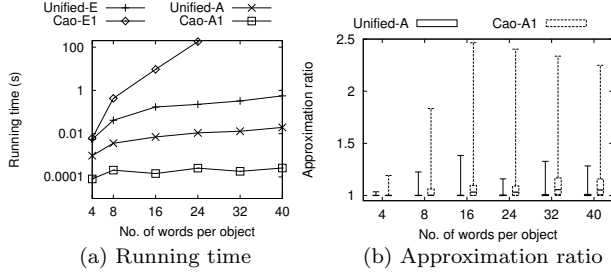 Unified-E
Cao-E1
Unified-A
Cao-A1
Running time (s)
100
1
0.01
0.0001
4 8 16 24 32 40
No. of words per object
(a) Running time
Unified-A
Cao-A1
Approximation ratio
2.5
2
1.5
1
4 8 16 24 32 40
No. of words per object
(b) Approximation ratio